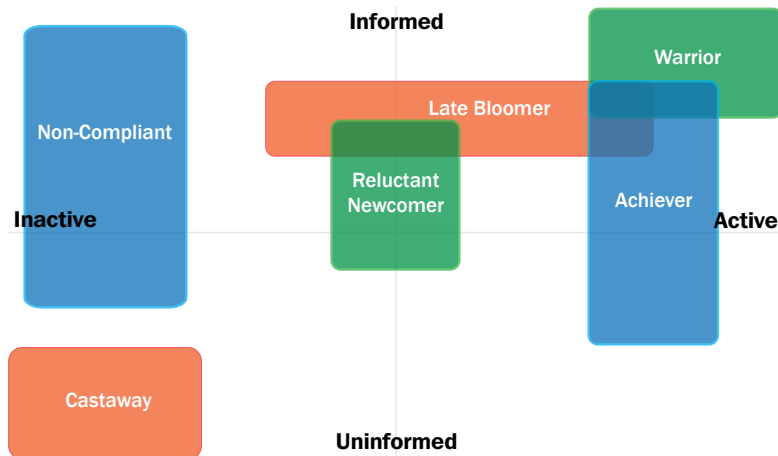 Informed
Warrior
Late Bloomer
Non-Compliant
Reluctant
Newcomer
Achiever
Inactive
Active
Castaway
Uninformed